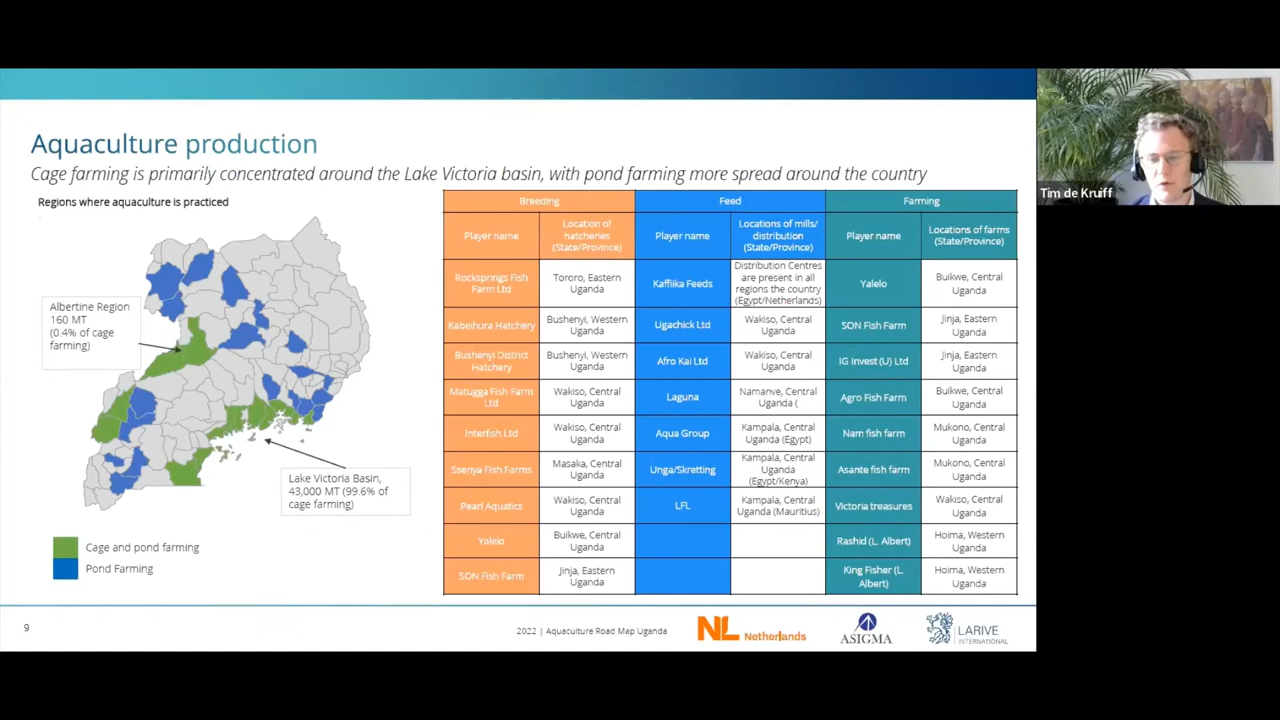 Aquaculture production
Cage farming is primarily concentrated around the Lake Victoria basin, with pond farming more spread around the country
Regions where aquaculture is practiced
Albertine Region
160 MT
(0.4% of cage
farming)
Lake Victoria Basin,
43,000 MT (99.6% of
cage farming)
Cage and pond farming
Pond Farming
Breeding
Feed
Farming
Player name
Location of
hatcheries
(State/Province)
Player name
Locations of mills/
distribution
(State/Province)
Player name
Locations of farms
(State/Province)
Rocksprings Fish
Farm Ltd
Tororo, Eastern
Uganda
Kaffiika Feeds
Distribution Centres
are present in all
regions the country
(Egypt/Netherlands)
Yalelo
Buikwe, Central
Uganda
Kabeihura Hatchery
Bushenyi, Western
Uganda
Ugachick Ltd
Wakiso, Central
Uganda
SON Fish Farm
Jinja, Eastern
Uganda
Bushenyi District
Hatchery
Bushenyi, Western
Uganda
Afro Kai Ltd
Wakiso, Central
Uganda
IG Invest (U) Ltd
Jinja, Eastern
Uganda
Matugga Fish Farm
Ltd
Wakiso, Central
Uganda
Laguna
Namanve, Central
Uganda (
Agro Fish Farm
Buikwe, Central
Uganda
Interfish Ltd
Wakiso, Central
Uganda
Aqua Group
Kampala, Central
Uganda (Egypt)
Nam fish farm
Mukono, Central
Uganda
Ssenya Fish Farms
Masaka, Central
Uganda
Unga/Skretting
Kampala, Central
Uganda
(Egypt/Kenya)
Asante fish farm
Mukono, Central
Uganda
Pearl Aquatics
Wakiso, Central
Uganda
LFL
Kampala, Central
Uganda (Mauritius)
Victoria treasures
Wakiso, Central
Uganda
Yalelo
Buikwe, Central
Uganda
Rashid (L. Albert)
Hoima, Western
Uganda
SON Fish Farm
Jinja, Eastern
Uganda
King Fisher (L.
Albert)
Hoima, Western
Uganda
9
2022 | Aquaculture Road Map Uganda
NL Netherlands
ASIGMA
LARIVE
INTERNATIONAL
Tim de Kruiff